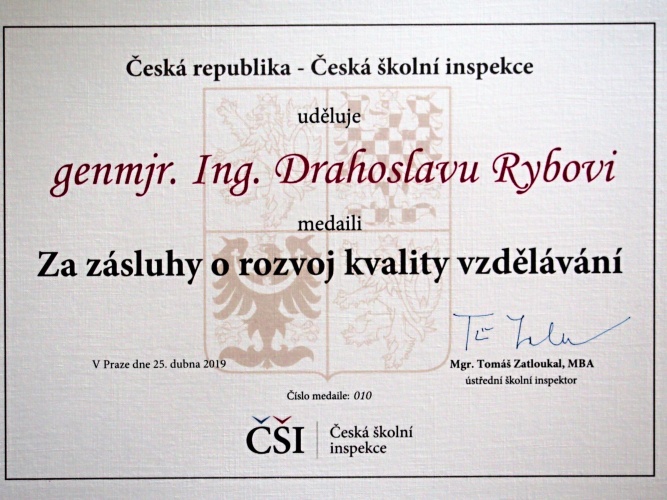 Česká republika - Česká školní inspekce
uděluje
genmjr. Ing. Drahoslavu Rybovi
medaili
Za zásluhy o rozvoj kvality vzdělávání
V Praze dne 25. dubna 2019
Mgr. Tomáš Zatloukal, MBA
ústřední školní inspektor
Číslo medaile: 010
ČŠI
Česká školní
inspekce